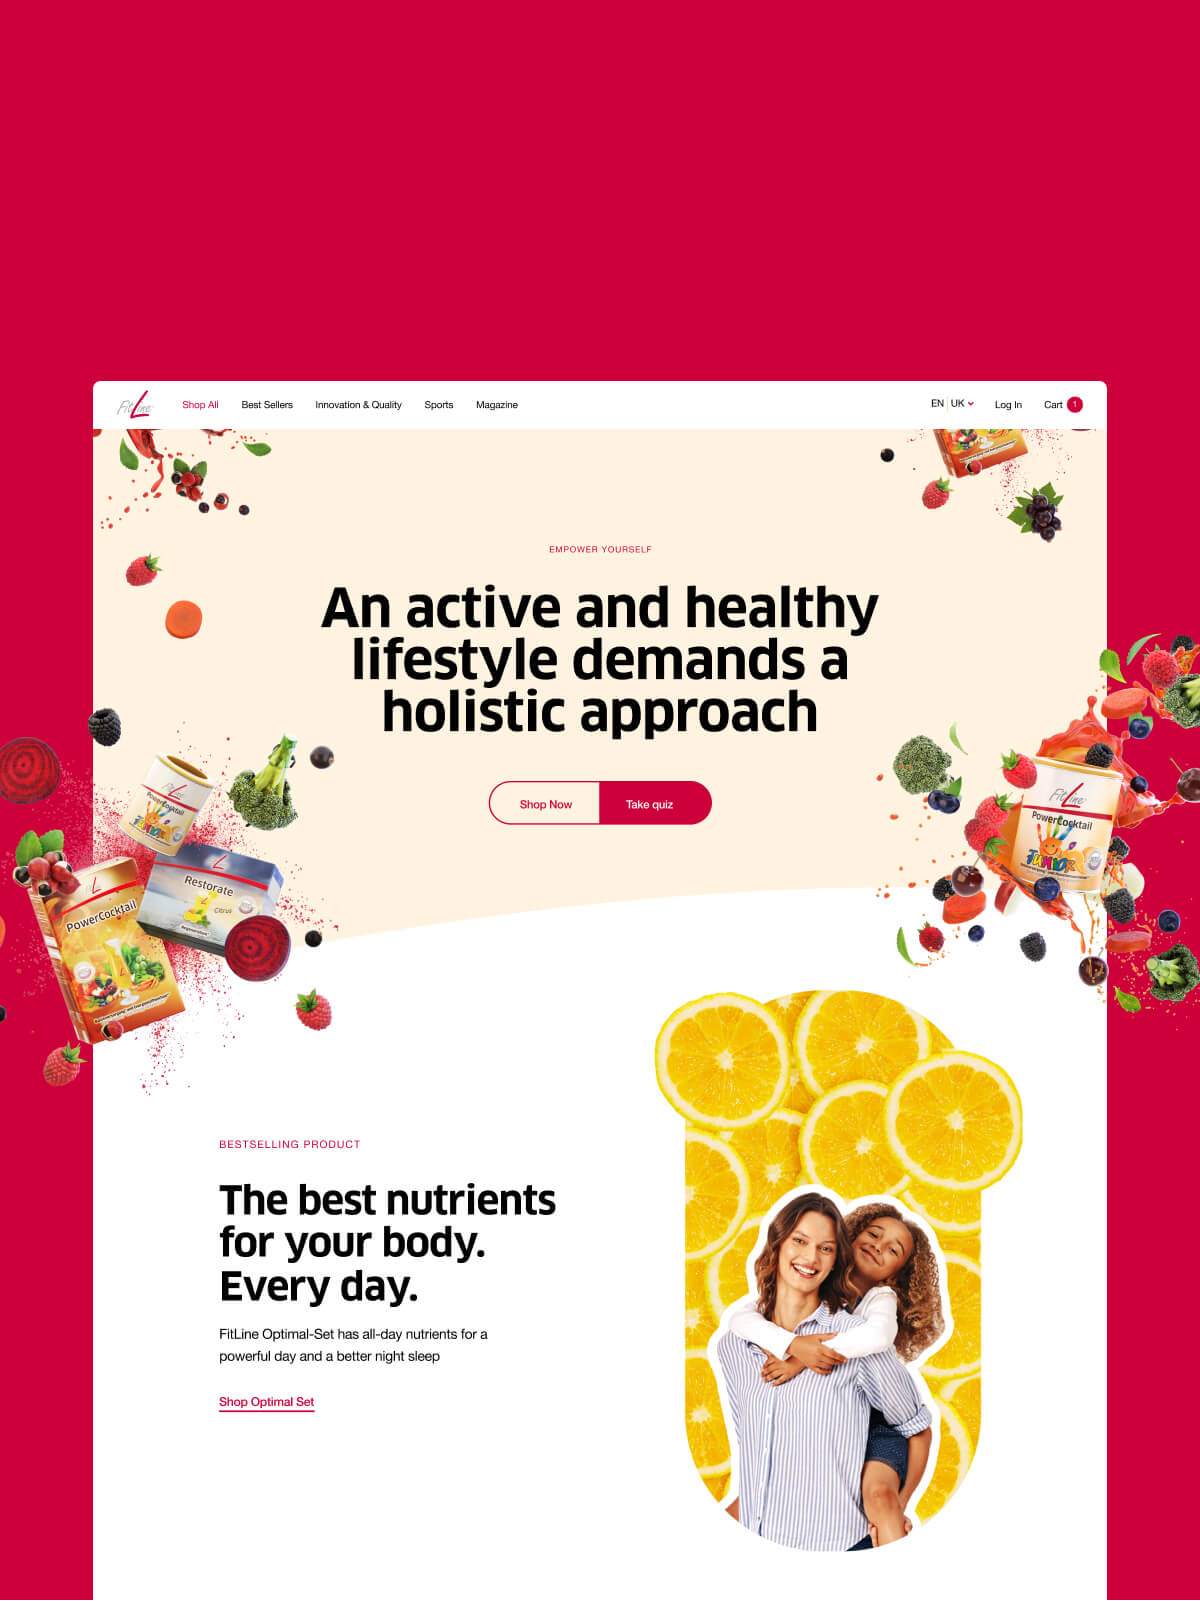 FitLine
Shop All
Best Sellers
Innovation & Quality
Sports
Magazine
EN
UK
Log In
Cart
1
EMPOWER YOURSELF
An active and healthy
lifestyle demands a
holistic approach
Shop Now
Take quiz
PowerCocktail
JUNIOR
Restorate
Citrus
PowerCocktail
FitLine
PowerCocktail
JUNIOR
BESTSELLING PRODUCT
The best nutrients
for your body.
Every day.
FitLine Optimal-Set has all-day nutrients for a
powerful day and a better night sleep
Shop Optimal Set